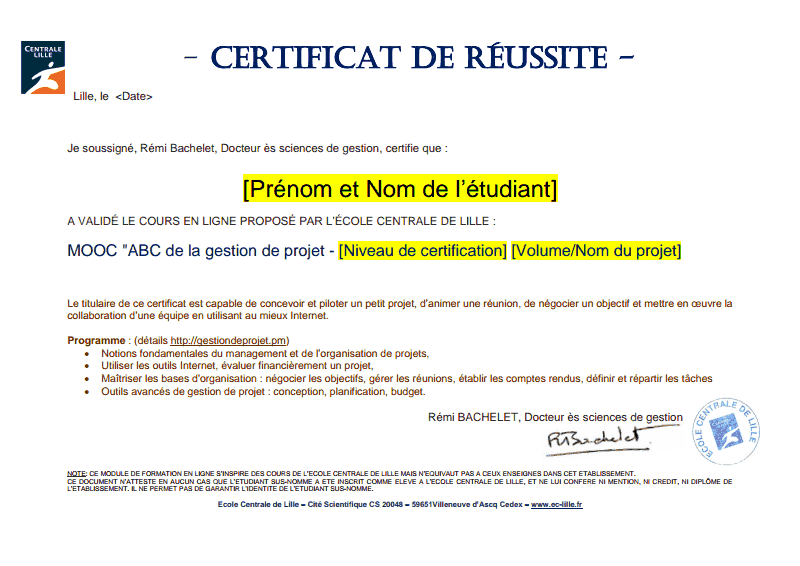 CENTRALE
LILLE
– CERTIFICAT DE RÉUSSITE –
Lille, le <Date>
Je soussigné, Rémi Bachelet, Docteur ès sciences de gestion, certifie que :
[Prénom et Nom de l'étudiant]
A VALIDÉ LE COURS EN LIGNE PROPOSÉ PAR L'ÉCOLE CENTRALE DE LILLE :
MOOC "ABC de la gestion de projet - [Niveau de certification] [Volume/Nom du projet]
Le titulaire de ce certificat est capable de concevoir et piloter un petit projet, d'animer une réunion, de négocier un objectif et mettre en œuvre la
collaboration d'une équipe en utilisant au mieux Internet.
Programme : (détails http://gestiondeprojet.pm)
• Notions fondamentales du management et de l'organisation de projets,
• Utiliser les outils Internet, évaluer financièrement un projet,
• Maîtriser les bases d'organisation : négocier les objectifs, gérer les réunions, établir les comptes rendus, définir et répartir les tâches
• Outils avancés de gestion de projet : conception, planification, budget.
Rémi BACHELET, Docteur ès sciences de gestion
RBachelet.
ECOLE CENTRALE DE LILLE
NOTE: CE MODULE DE FORMATION EN LIGNE S'INSPIRE DES COURS DE L'ECOLE CENTRALE DE LILLE MAIS N'EQUIVAUT PAS A CEUX ENSEIGNES DANS CET ETABLISSEMENT.
CE DOCUMENT N'ATTESTE EN AUCUN CAS QUE L'ETUDIANT SUS-NOMME A ETE INSCRIT COMME ELEVE A L'ECOLE CENTRALE DE LILLE, ET NE LUI CONFERE NI MENTION, NI CREDIT, NI DIPLÔME DE
L'ETABLISSEMENT. IL NE PERMET PAS DE GARANTIR L'IDENTITE DE L'ETUDIANT SUS-NOMME.
Ecole Centrale de Lille – Cité Scientifique CS 20048 – 59651Villeneuve d'Ascq Cedex – www.ec-lille.fr